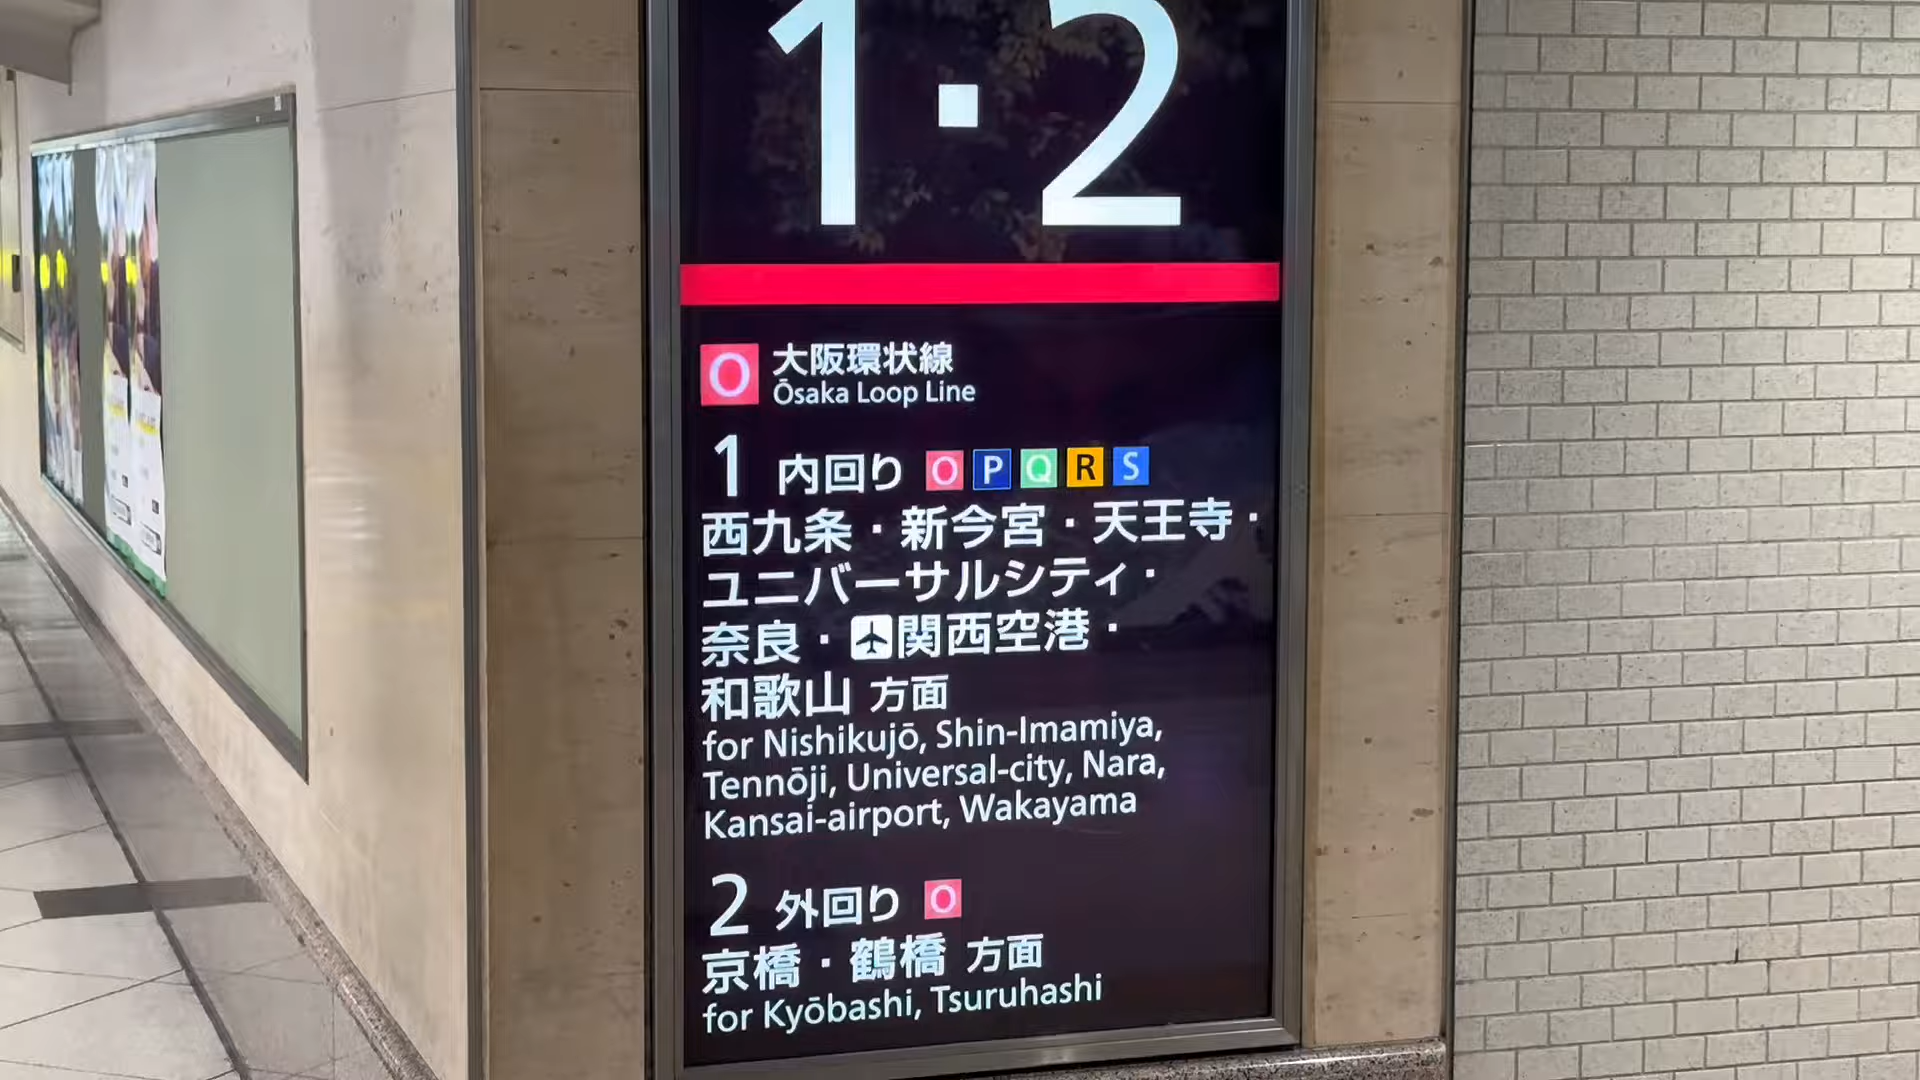 1・2
O 大阪環状線
Ōsaka Loop Line
1 内回り O P Q R S
西九条・新今宮・天王寺・
ユニバーサルシティ・
奈良・関西空港・
和歌山 方面
for Nishikujō, Shin-Imamiya,
Tennōji, Universal-city, Nara,
Kansai-airport, Wakayama
2 外回り O
京橋・鶴橋 方面
for Kyōbashi, Tsuruhashi